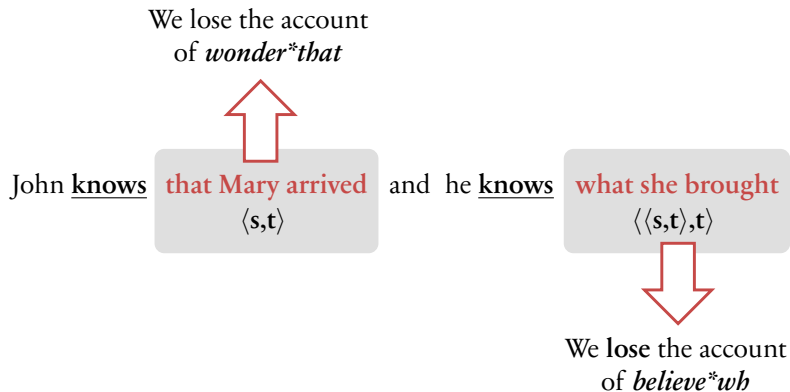 We lose the account
of wonder*that
John knows that Mary arrived and he knows what she brought
⟨s,t⟩ ⟨⟨s,t⟩,t⟩
We lose the account
of believe*wh